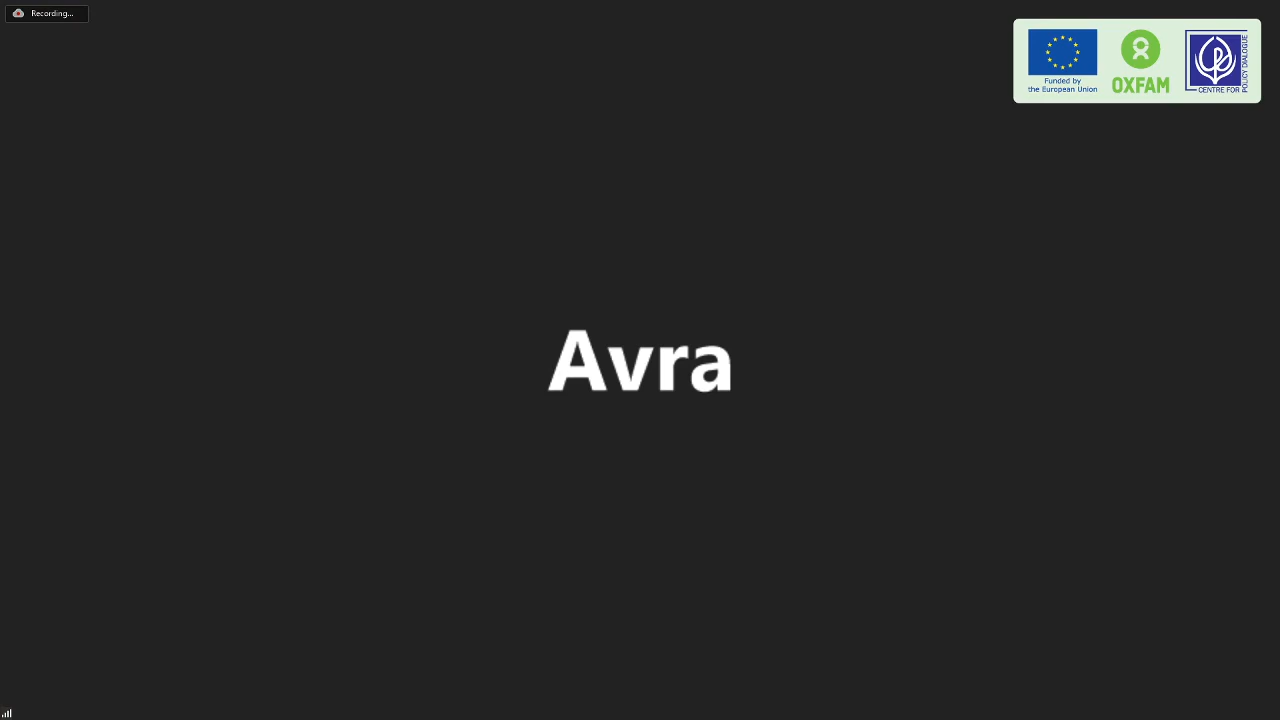 Recording...
Funded by
the European Union
OXFAM
CENTRE FOR
POLICY DIALOGUE
Avra